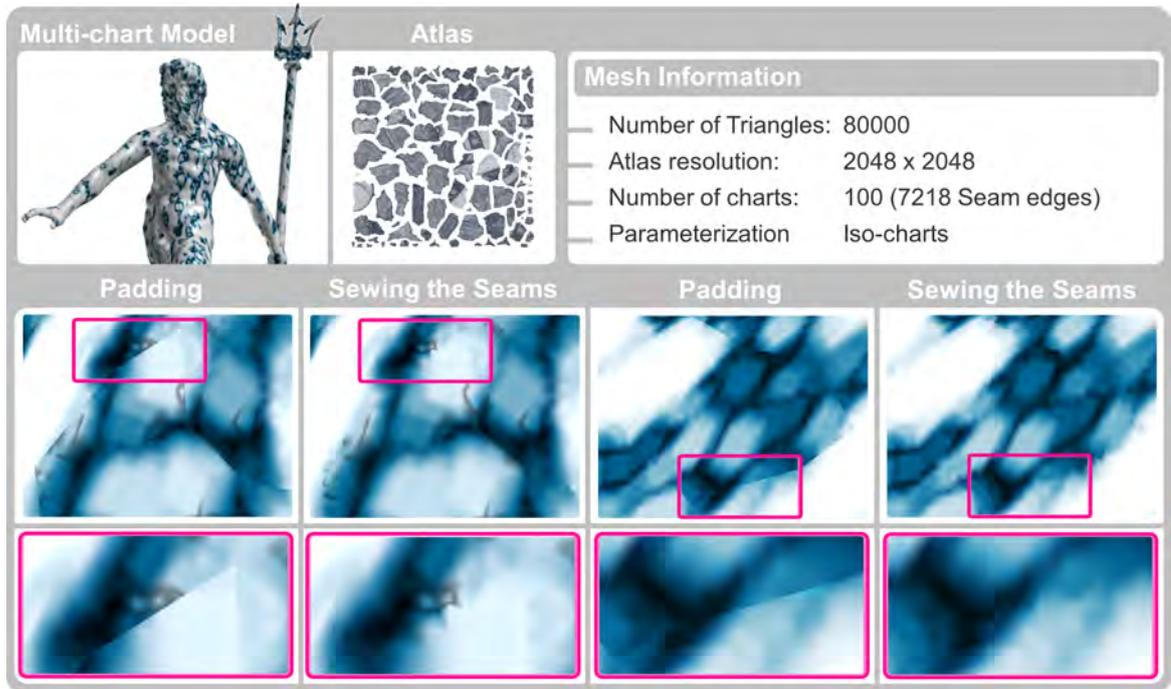 Multi-chart Model
Atlas
Mesh Information
Number of Triangles: 80000
Atlas resolution: 2048 x 2048
Number of charts: 100 (7218 Seam edges)
Parameterization Iso-charts
Padding
Sewing the Seams
Padding
Sewing the Seams